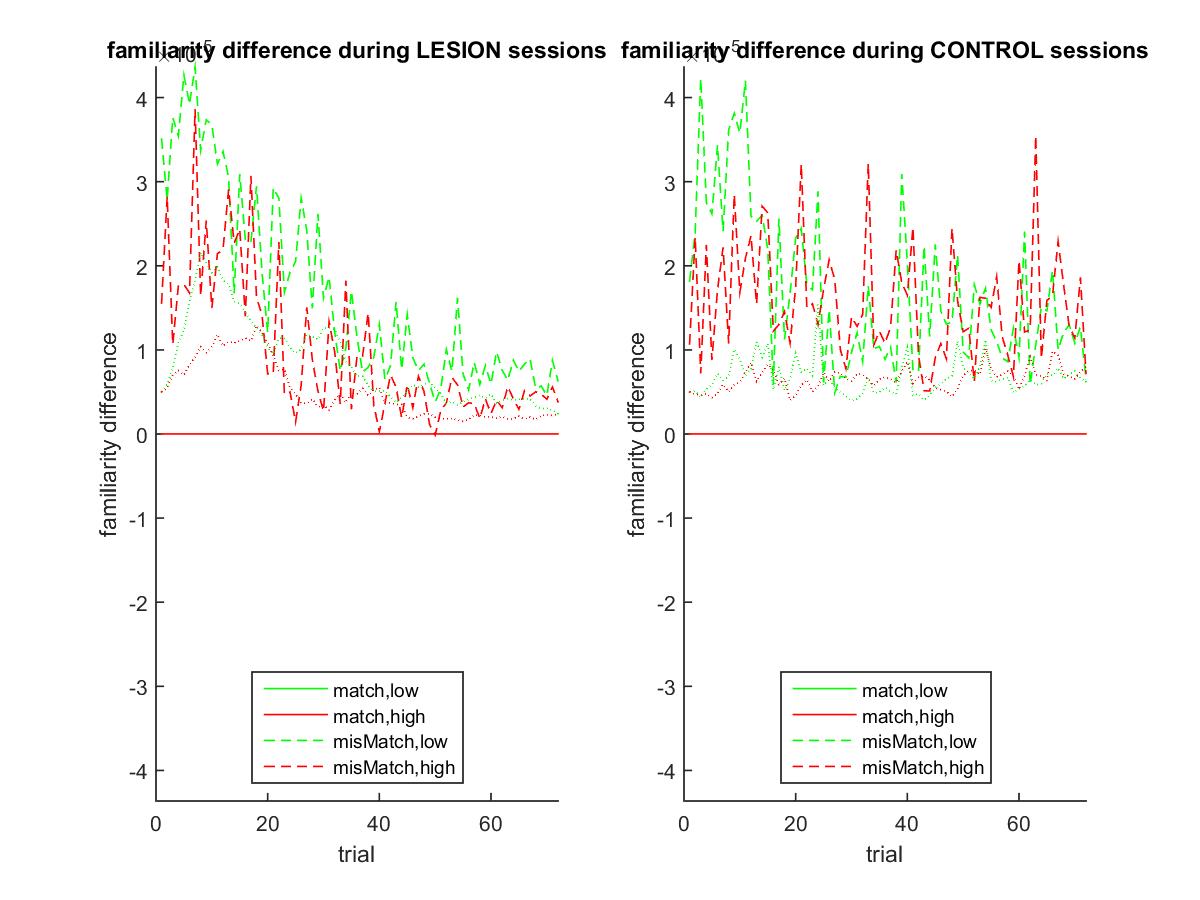 familiarity difference during LESION sessions
familiarity difference during CONTROL sessions
familiarity difference
4
3
2
1
0
-1
-2
-3
-4
0 20 40 60
trial
match,low
match,high
misMatch,low
misMatch,high
familiarity difference
4
3
2
1
0
-1
-2
-3
-4
0 20 40 60
trial
match,low
match,high
misMatch,low
misMatch,high